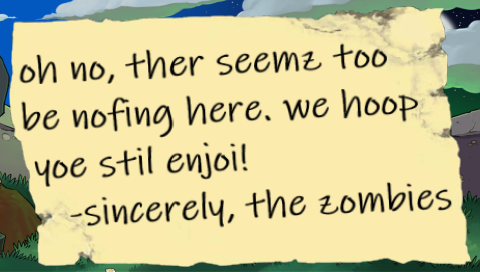 oh no, ther seemz too
be nofing here. we hoop
yoe stil enjoi!
-sincerely, the zombies